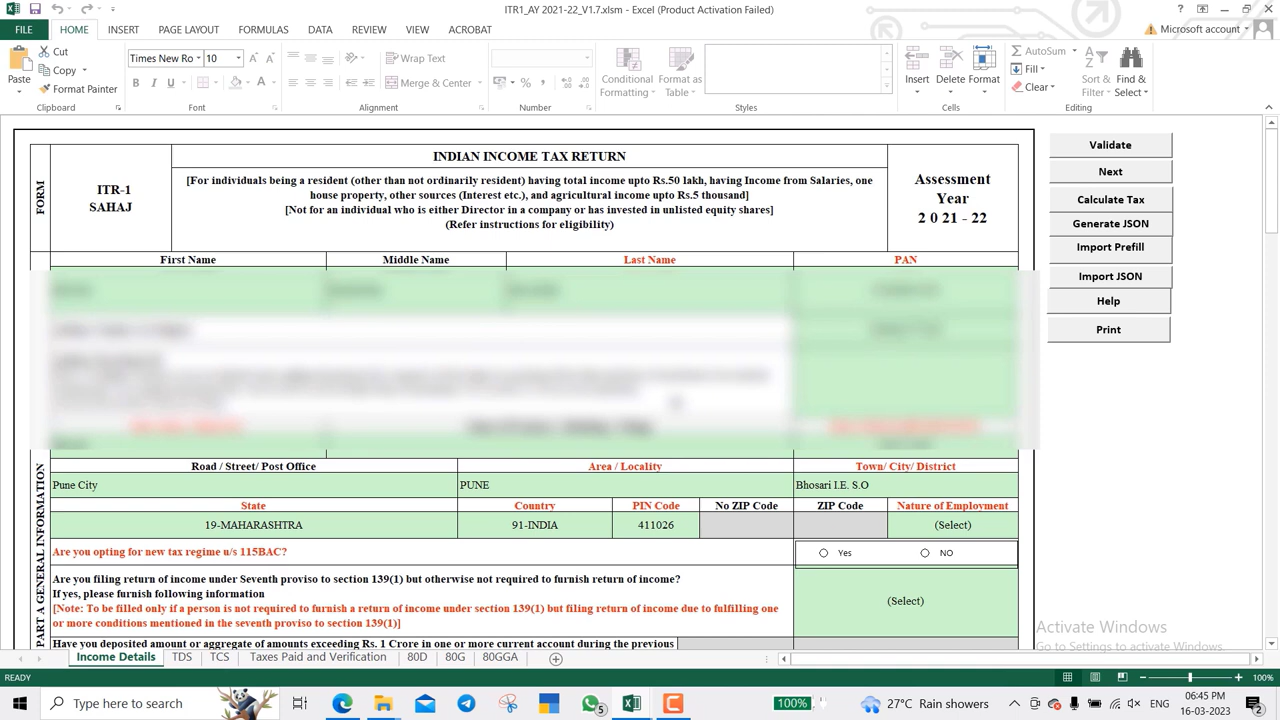 ITR1_AY 2021-22_V1.7.xlsm - Excel (Product Activation Failed)
FILE HOME INSERT PAGE LAYOUT FORMULAS DATA REVIEW VIEW ACROBAT
Microsoft account
Paste
Cut
Copy
Format Painter
Times New Ro 10
B I U
Wrap Text
Merge & Center
Conditional Formatting
Format as Table
Insert Delete Format
AutoSum
Fill
Clear
Sort & Filter
Find & Select
Clipboard Font Alignment Number Styles Cells Editing
FORM
ITR-1
SAHAJ
INDIAN INCOME TAX RETURN
[For individuals being a resident (other than not ordinarily resident) having total income upto Rs.50 lakh, having Income from Salaries, one
house property, other sources (Interest etc.), and agricultural income upto Rs.5 thousand]
[Not for an individual who is either Director in a company or has invested in unlisted equity shares]
(Refer instructions for eligibility)
Assessment
Year
2 0 21 - 22
Validate
Next
Calculate Tax
Generate JSON
Import Prefill
Import JSON
Help
Print
First Name Middle Name Last Name PAN
PART A GENERAL INFORMATION
Road / Street/ Post Office Area / Locality Town/ City/ District
Pune City PUNE Bhosari I.E. S.O
State Country PIN Code No ZIP Code ZIP Code Nature of Employment
19-MAHARASHTRA 91-INDIA 411026 (Select)
Are you opting for new tax regime u/s 115BAC? Yes NO
Are you filing return of income under Seventh proviso to section 139(1) but otherwise not required to furnish return of income?
If yes, please furnish following information
[Note: To be filled only if a person is not required to furnish a return of income under section 139(1) but filing return of income due to fulfilling one
or more conditions mentioned in the seventh proviso to section 139(1)]
(Select)
Have you deposited amount or aggregate of amounts exceeding Rs. 1 Crore in one or more current account during the previous
Activate Windows
Go to Settings to activate Windows.
Income Details TDS TCS Taxes Paid and Verification 80D 80G 80GGA
READY
100%
Type here to search
5
100%
27°C Rain showers
ENG
06:45 PM
16-03-2023
2